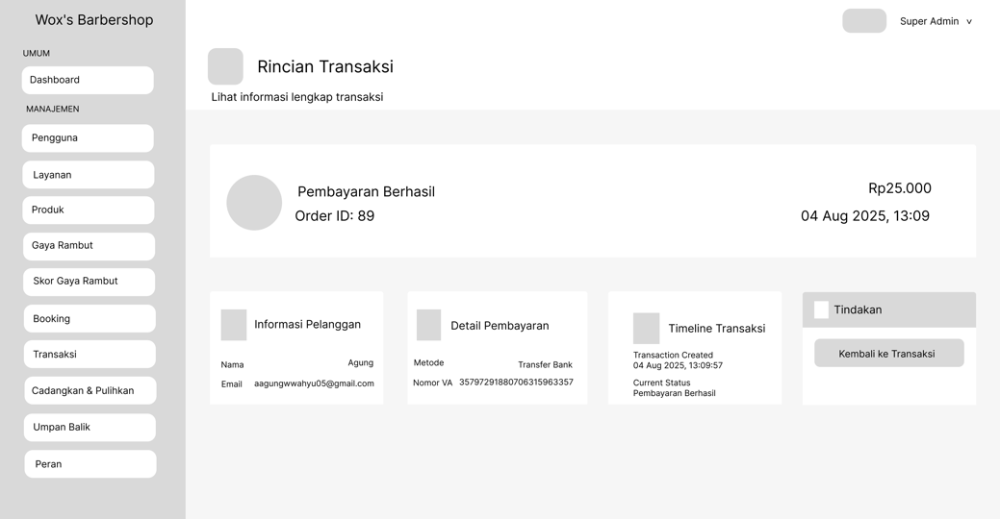 Wox's Barbershop
Super Admin v
UMUM
Dashboard
MANAJEMEN
Pengguna
Layanan
Produk
Gaya Rambut
Skor Gaya Rambut
Booking
Transaksi
Cadangkan & Pulihkan
Umpan Balik
Peran
Rincian Transaksi
Lihat informasi lengkap transaksi
Pembayaran Berhasil
Rp25.000
Order ID: 89
04 Aug 2025, 13:09
Informasi Pelanggan
Nama Agung
Email aagungwwahyu05@gmail.com
Detail Pembayaran
Metode Transfer Bank
Nomor VA 35797291880706315963357
Timeline Transaksi
Transaction Created
04 Aug 2025, 13:09:57
Current Status
Pembayaran Berhasil
Tindakan
Kembali ke Transaksi